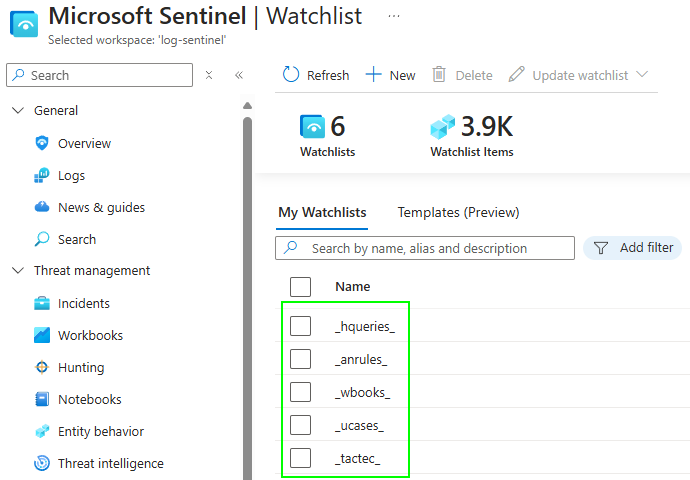 Microsoft Sentinel | Watchlist ...
Selected workspace: 'log-sentinel'
Search
«
General
Overview
Logs
News & guides
Search
Threat management
Incidents
Workbooks
Hunting
Notebooks
Entity behavior
Threat intelligence
Refresh
New
Delete
Update watchlist
6
Watchlists
3.9K
Watchlist Items
My Watchlists
Templates (Preview)
Search by name, alias and description
Add filter
Name
_hqueries_
_anrules_
_wbooks_
_ucases_
_tactec_